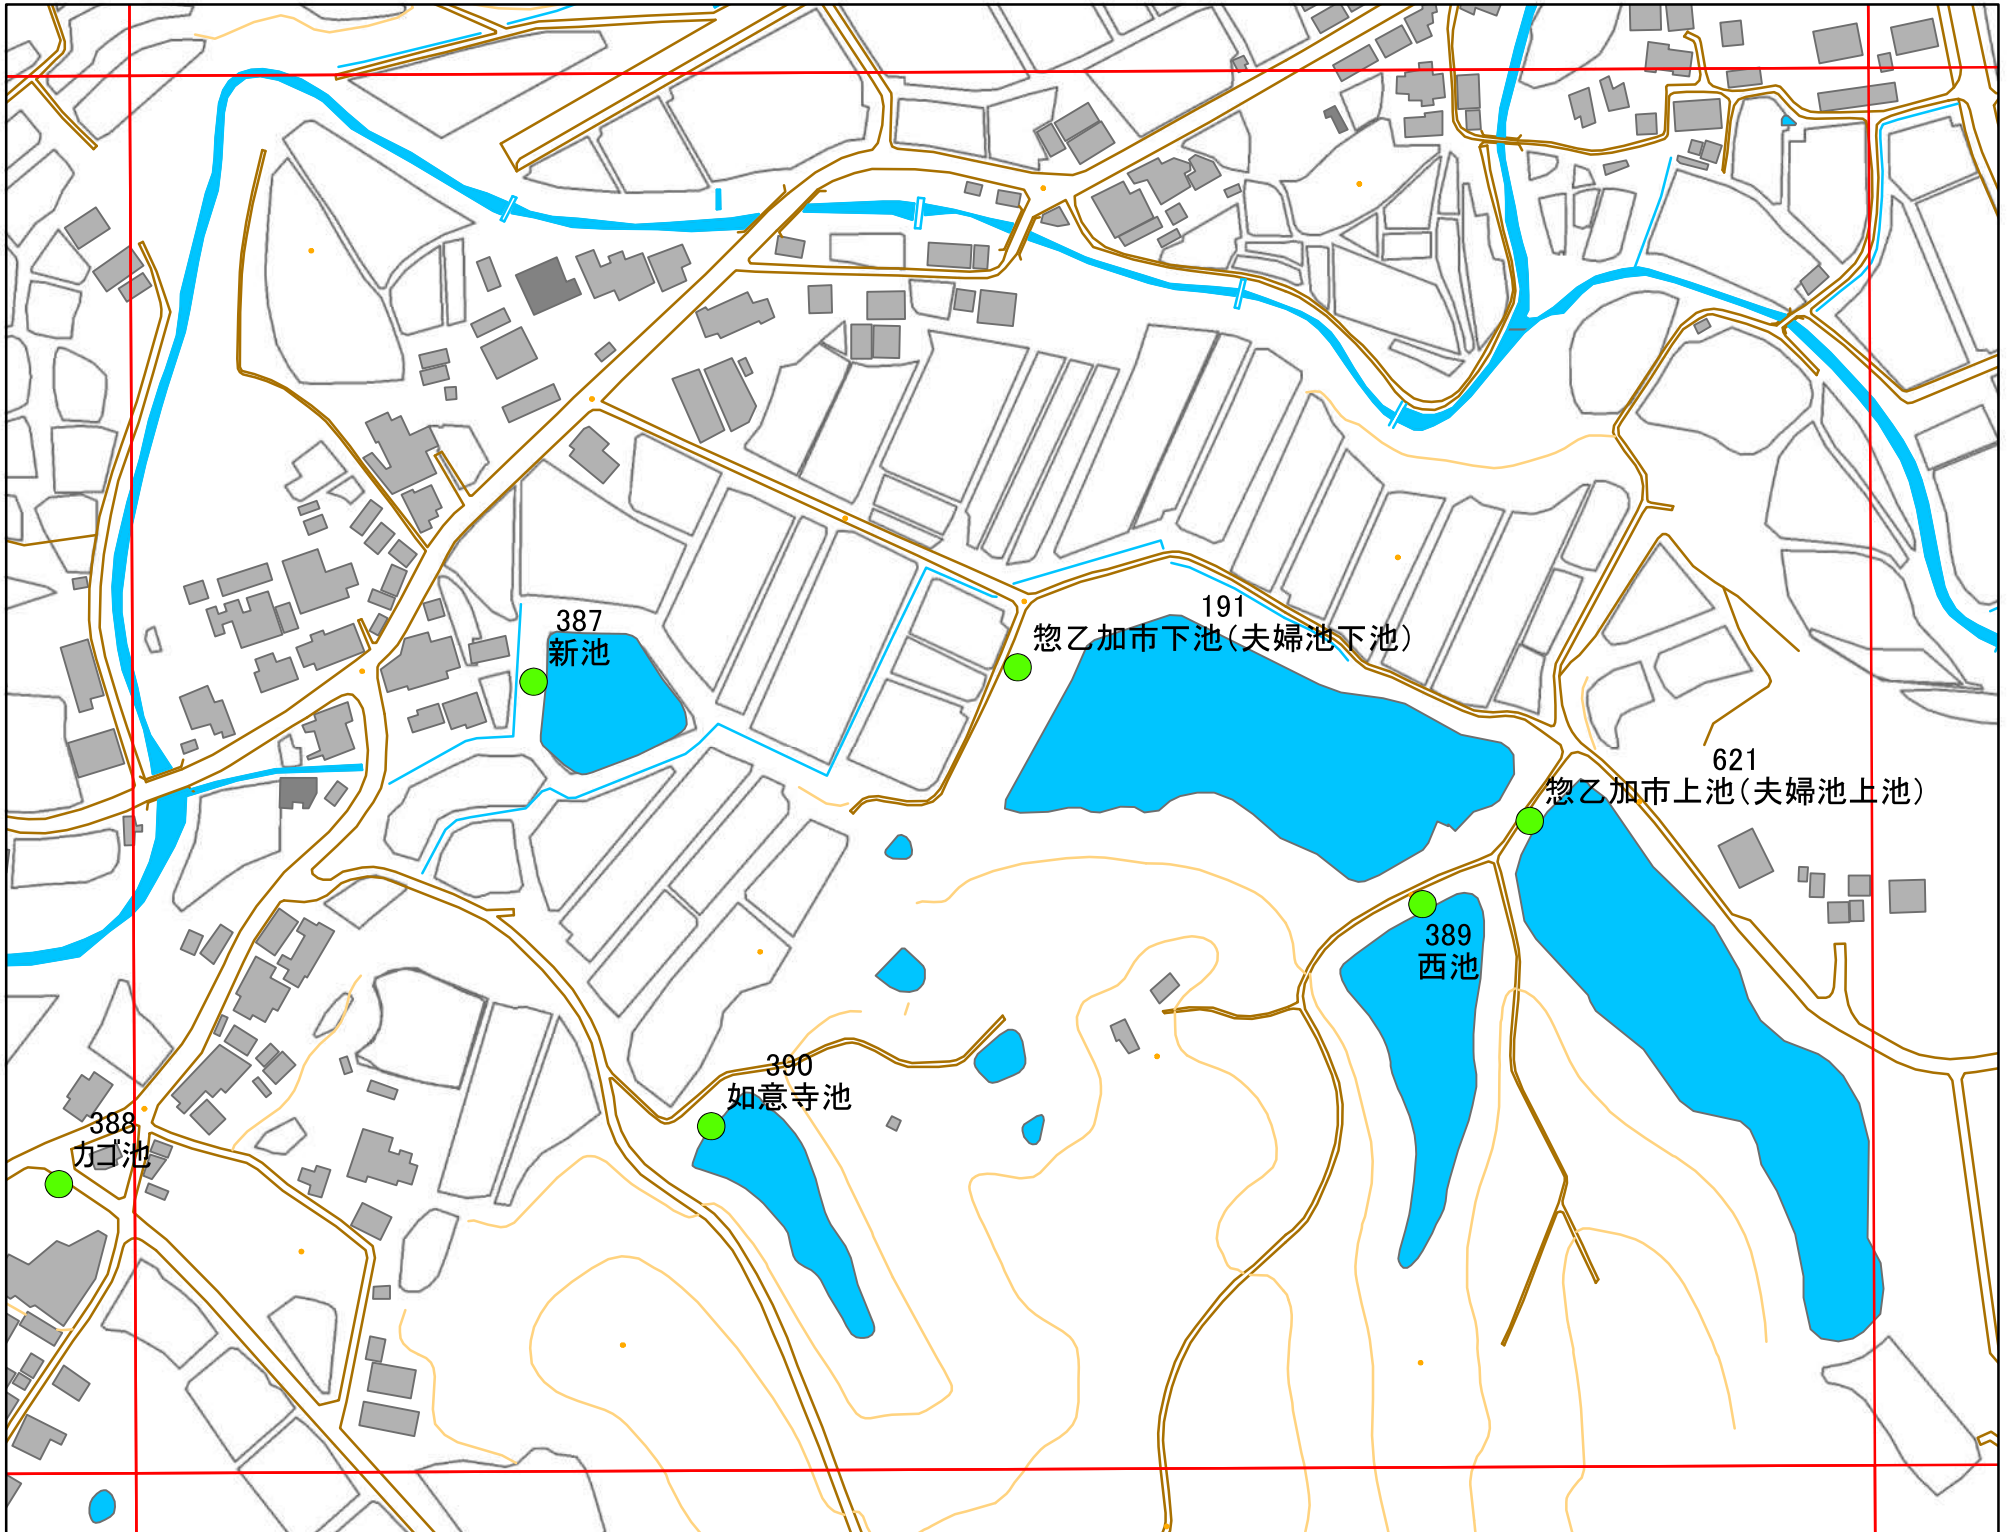 191
惣乙加市下池(夫婦池下池)
387
新池
621
惣乙加市上池(夫婦池上池)
389
西池
390
如意寺池
388
カゴ池